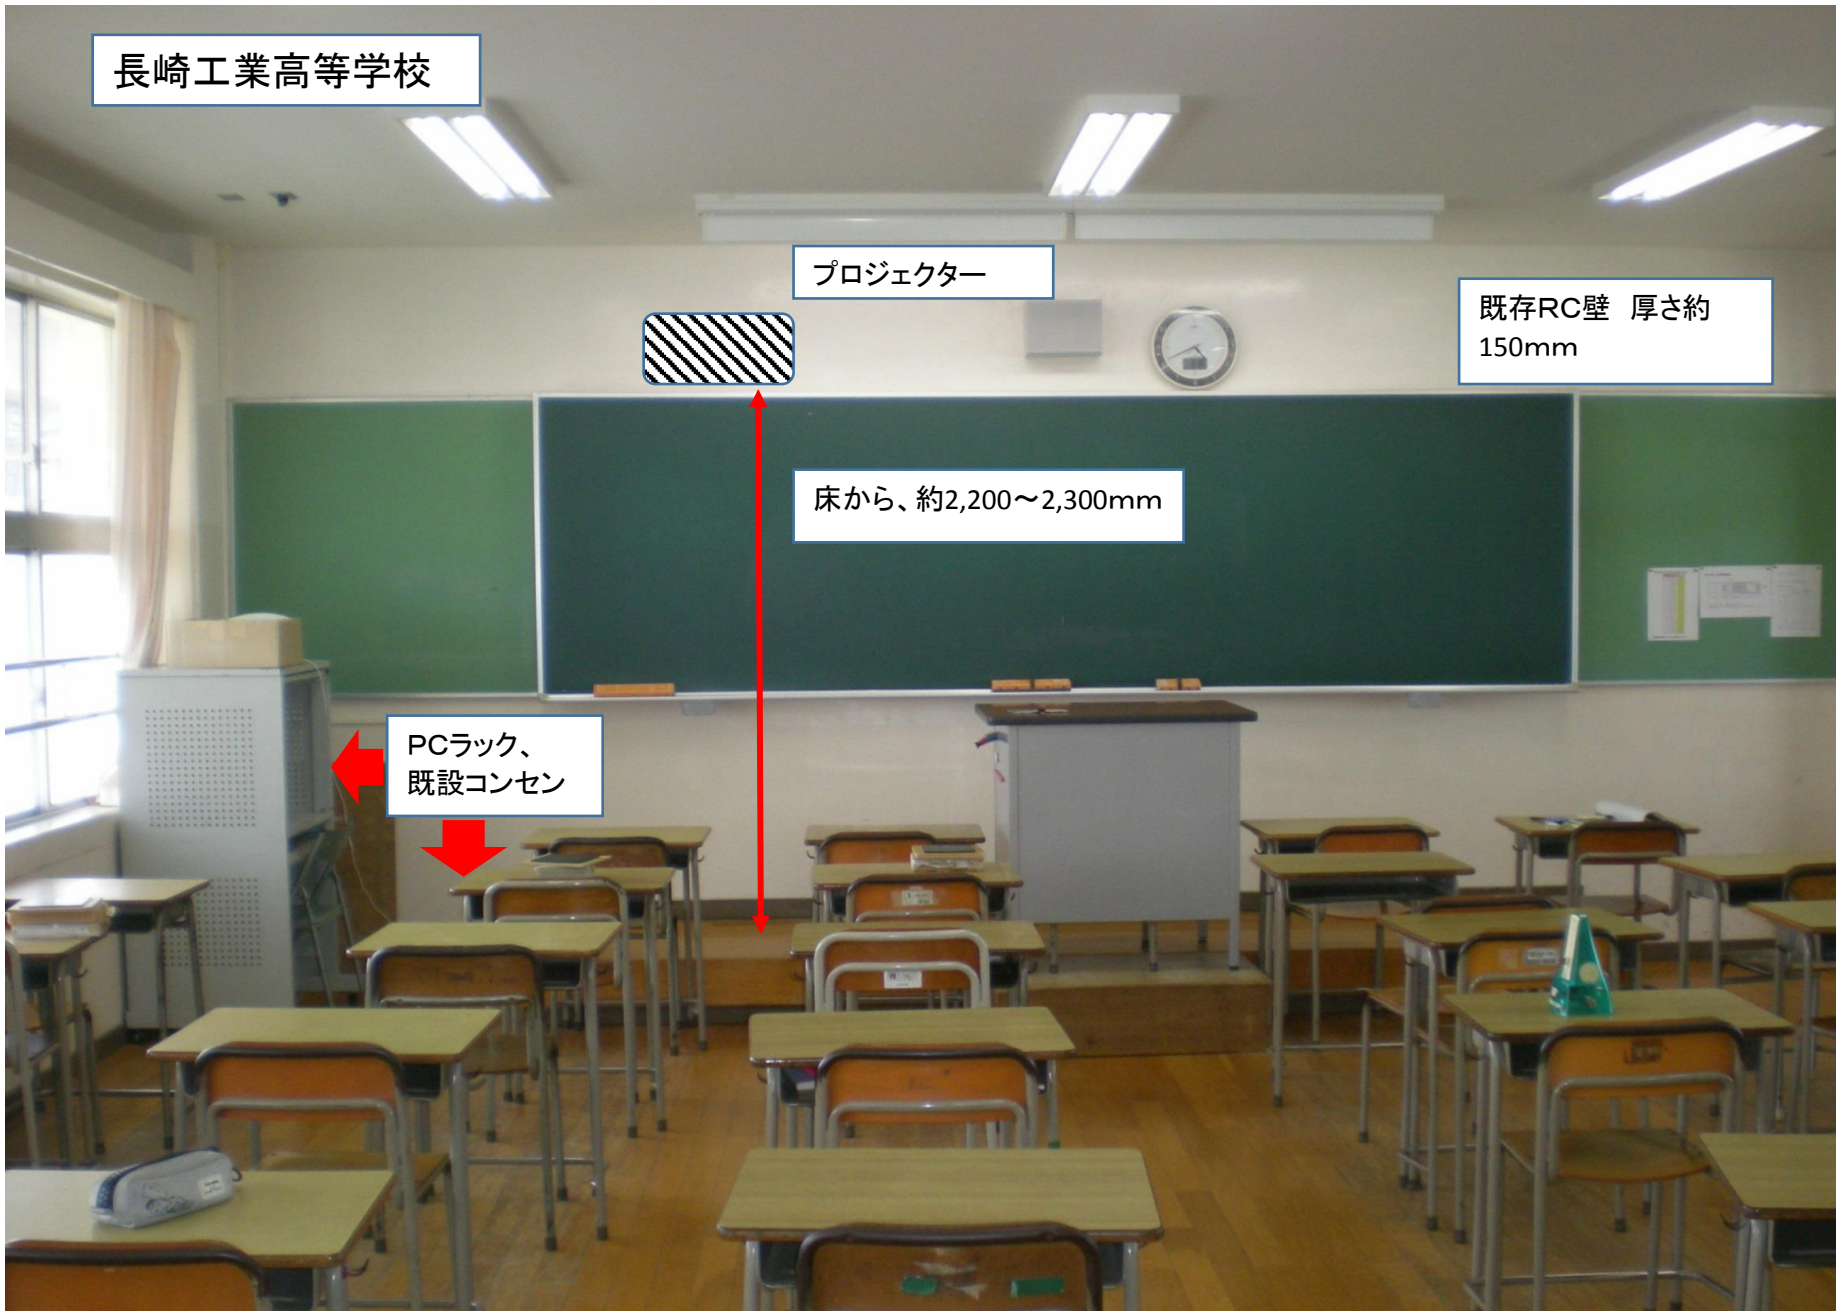 長崎工業高等学校
プロジェクター
既存RC壁　厚さ約
150mm
床から、約2,200～2,300mm
PCラック、
既設コンセン